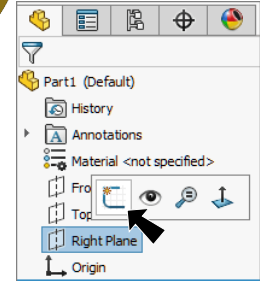 Part1 (Default)
History
Annotations
Material <not specified>
Fro
Top
Right Plane
Origin